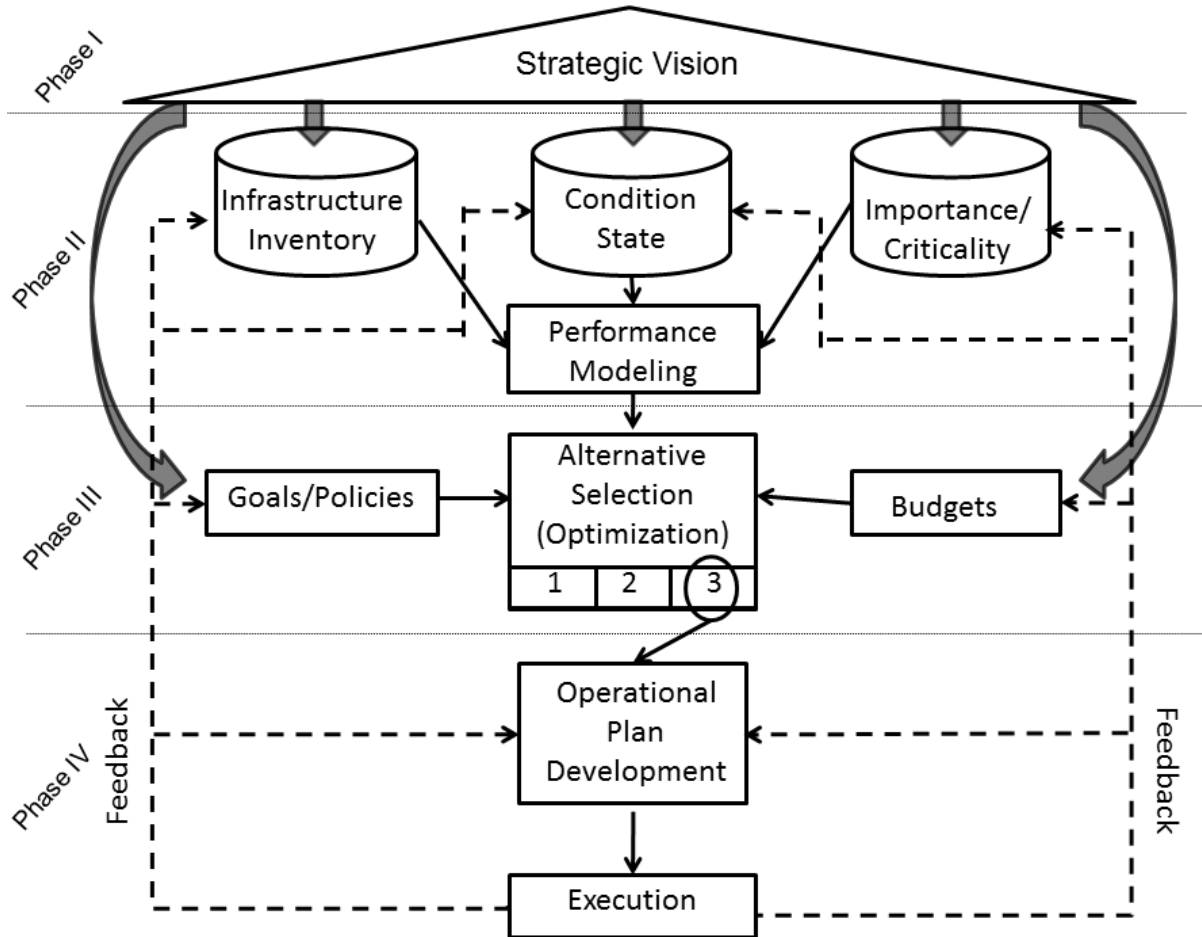 Phase I
Strategic Vision
Phase II
Infrastructure
Inventory
Condition
State
Importance/
Criticality
Performance
Modeling
Phase III
Goals/Policies
Alternative
Selection
(Optimization)
1 2 3
Budgets
Phase IV
Feedback
Operational
Plan
Development
Feedback
Execution